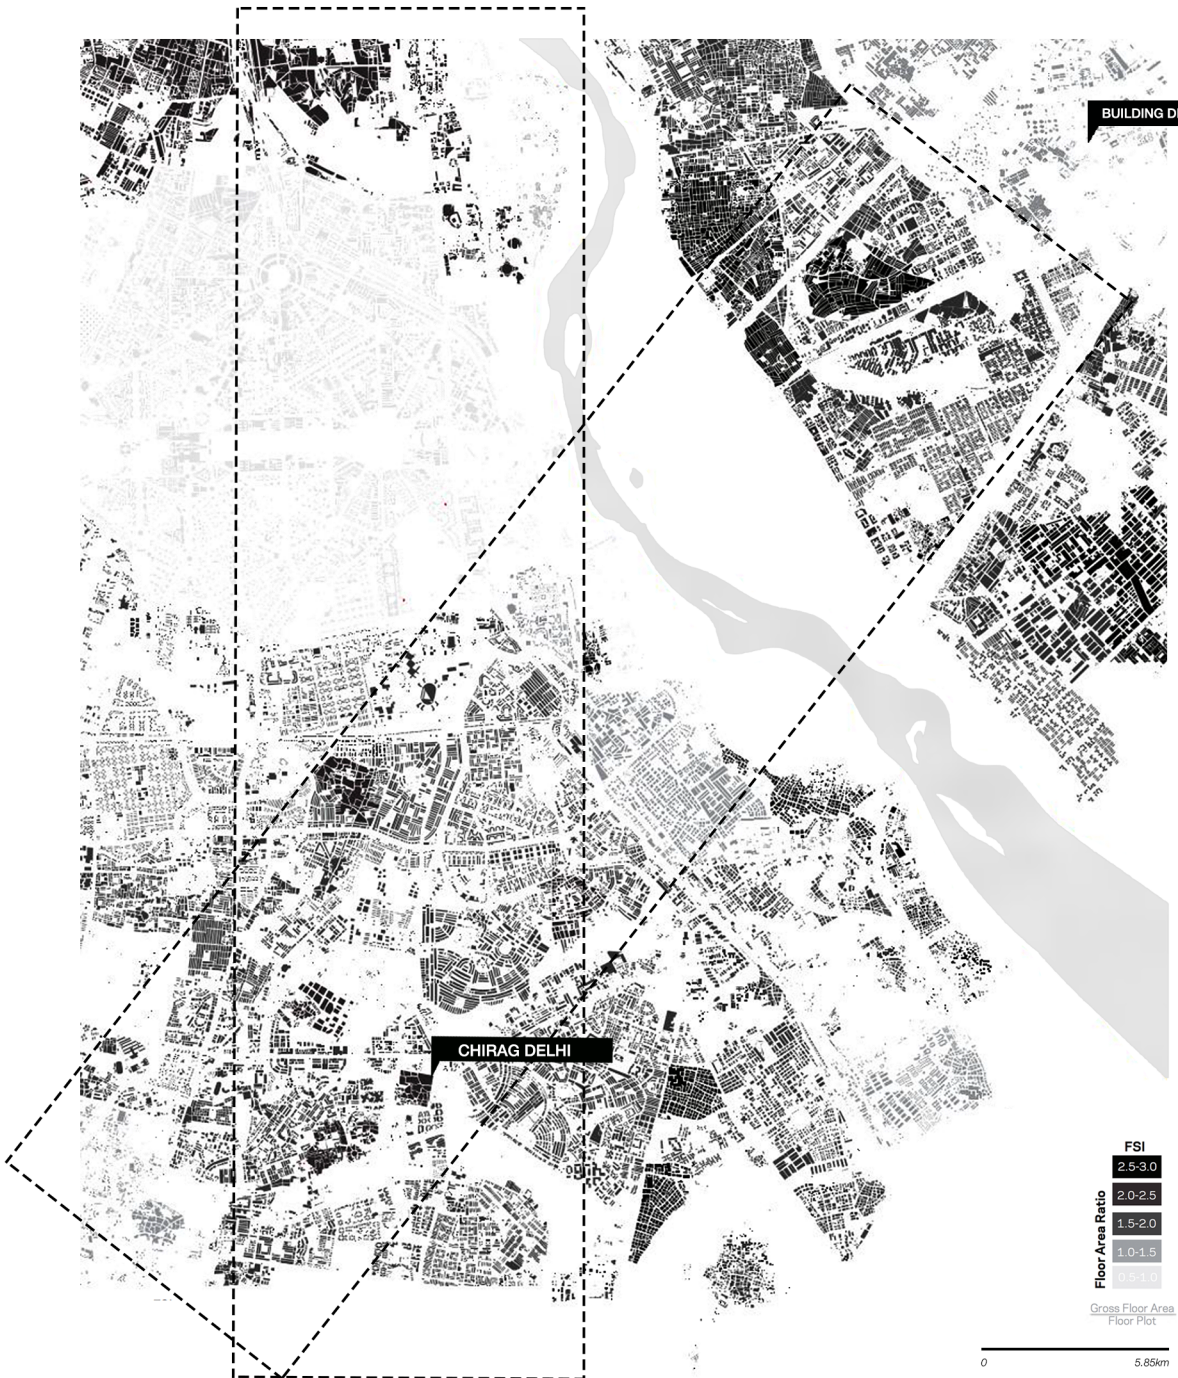 BUILDING D
CHIRAG DELHI
FSI
2.5-3.0
2.0-2.5
1.5-2.0
1.0-1.5
0.5-1.0
Floor Area Ratio
Gross Floor Area
Floor Plot
0 5.85km